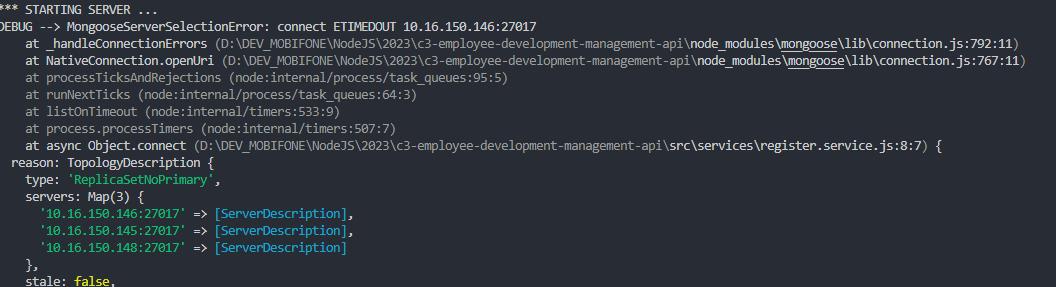 *** STARTING SERVER ...
DEBUG --> MongooseServerSelectionError: connect ETIMEDOUT 10.16.150.146:27017
    at _handleConnectionErrors (D:\DEV_MOBIFONE\NodeJS\2023\c3-employee-development-management-api\node_modules\mongoose\lib\connection.js:792:11)
    at NativeConnection.openUri (D:\DEV_MOBIFONE\NodeJS\2023\c3-employee-development-management-api\node_modules\mongoose\lib\connection.js:767:11)
    at processTicksAndRejections (node:internal/process/task_queues:95:5)
    at runNextTicks (node:internal/process/task_queues:64:3)
    at listOnTimeout (node:internal/timers:533:9)
    at process.processTimers (node:internal/timers:507:7)
    at async Object.connect (D:\DEV_MOBIFONE\NodeJS\2023\c3-employee-development-management-api\src\services\register.service.js:8:7) {
  reason: TopologyDescription {
    type: 'ReplicaSetNoPrimary',
    servers: Map(3) {
      '10.16.150.146:27017' => [ServerDescription],
      '10.16.150.145:27017' => [ServerDescription],
      '10.16.150.148:27017' => [ServerDescription]
    },
    stale: false,